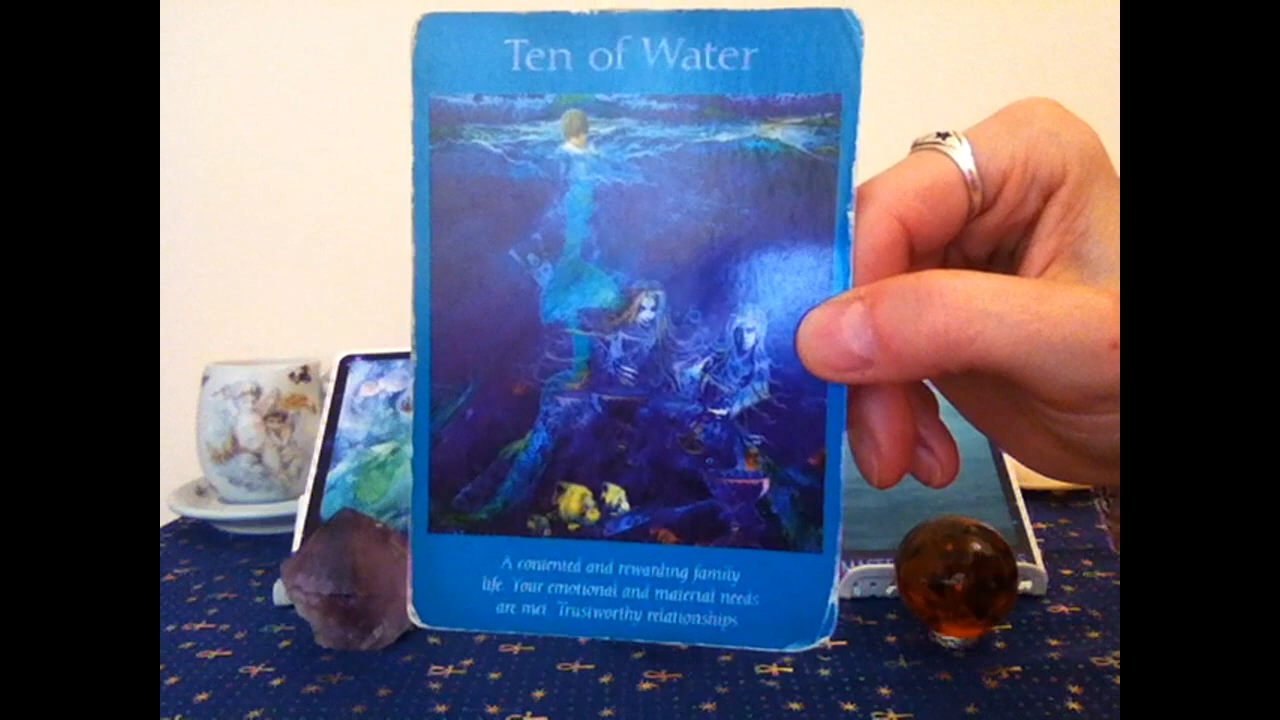 Ten of Water
A contented and rewarding family
life. Your emotional and material needs
are met. Trustworthy relationships